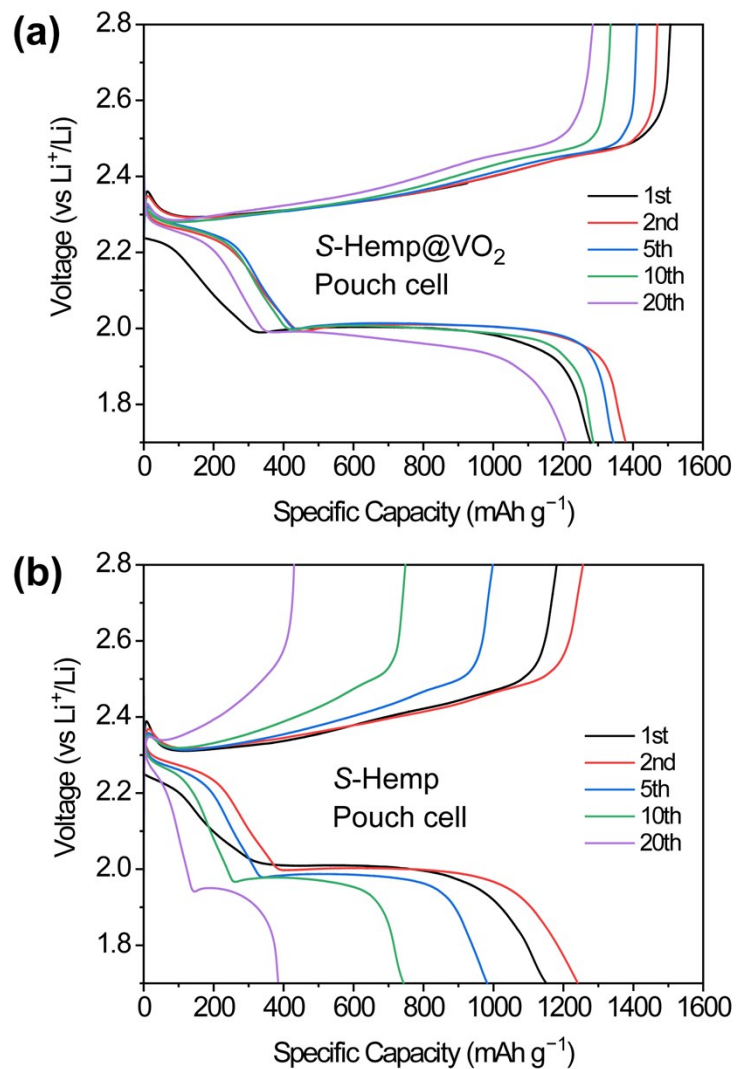 (a)
2.8
2.6
2.4
2.2
2.0
1.8
Voltage (vs Li⁺/Li)
S-Hemp@VO₂
Pouch cell
1st
2nd
5th
10th
20th
0 200 400 600 800 1000 1200 1400 1600
Specific Capacity (mAh g⁻¹)
(b)
2.8
2.6
2.4
2.2
2.0
1.8
Voltage (vs Li⁺/Li)
S-Hemp
Pouch cell
1st
2nd
5th
10th
20th
0 200 400 600 800 1000 1200 1400 1600
Specific Capacity (mAh g⁻¹)